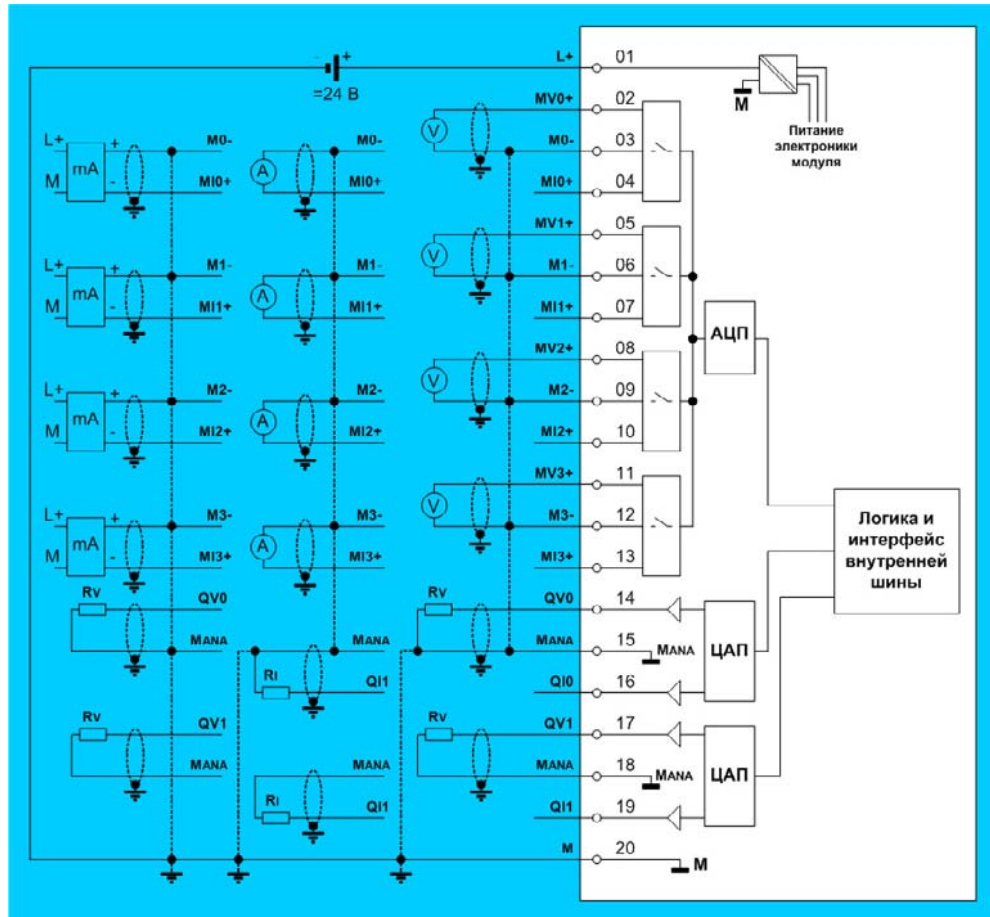 L+ 01
- +
=24 В
M
Питание
электроники
модуля
MV0+ 02
V
L+ + M0- M0- M0- 03
mA A
M - MI0+ MI0+ MI0+ 04
MV1+ 05
V
L+ + M1- M1- M1- 06
mA A
M - MI1+ MI1+ MI1+ 07
АЦП
MV2+ 08
V
L+ + M2- M2- M2- 09
mA A
M - MI2+ MI2+ MI2+ 10
MV3+ 11
V
L+ + M3- M3- M3- 12
mA A
M - MI3+ MI3+ MI3+ 13
Логика и
интерфейс
внутренней
шины
Rv QV0 Rv QV0 14
MANA MANA MANA 15 MANA
ЦАП
RI QI1 QI0 16
Rv QV1 Rv QV1 17
MANA MANA MANA 18 MANA
ЦАП
RI QI1 QI1 19
M 20
M